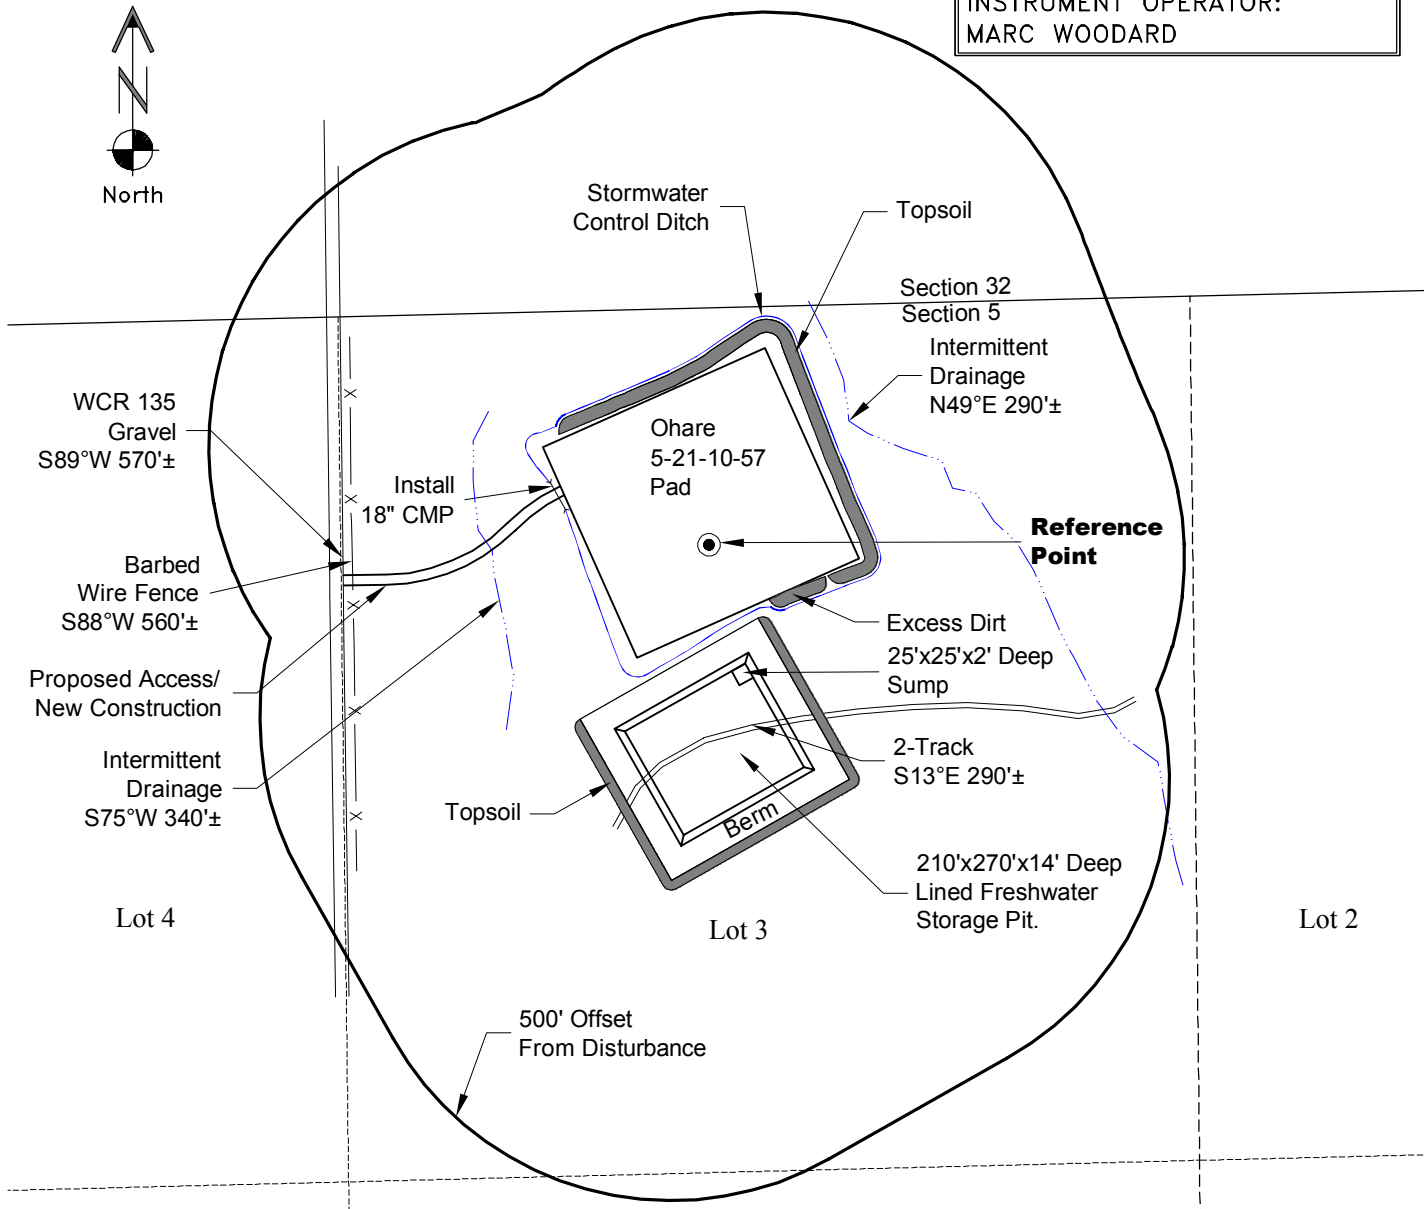 INSTRUMENT OPERATOR:
MARC WOODARD
N
North
Stormwater
Control Ditch
Topsoil
Section 32
Section 5
Intermittent
Drainage
N49°E 290'±
WCR 135
Gravel
S89°W 570'±
Ohare
5-21-10-57
Pad
Install
18" CMP
Reference
Point
Barbed
Wire Fence
S88°W 560'±
Excess Dirt
25'x25'x2' Deep
Sump
Proposed Access/
New Construction
2-Track
S13°E 290'±
Intermittent
Drainage
S75°W 340'±
Topsoil
Berm
210'x270'x14' Deep
Lined Freshwater
Storage Pit.
Lot 4
Lot 3
Lot 2
500' Offset
From Disturbance
X
X
X
X
X